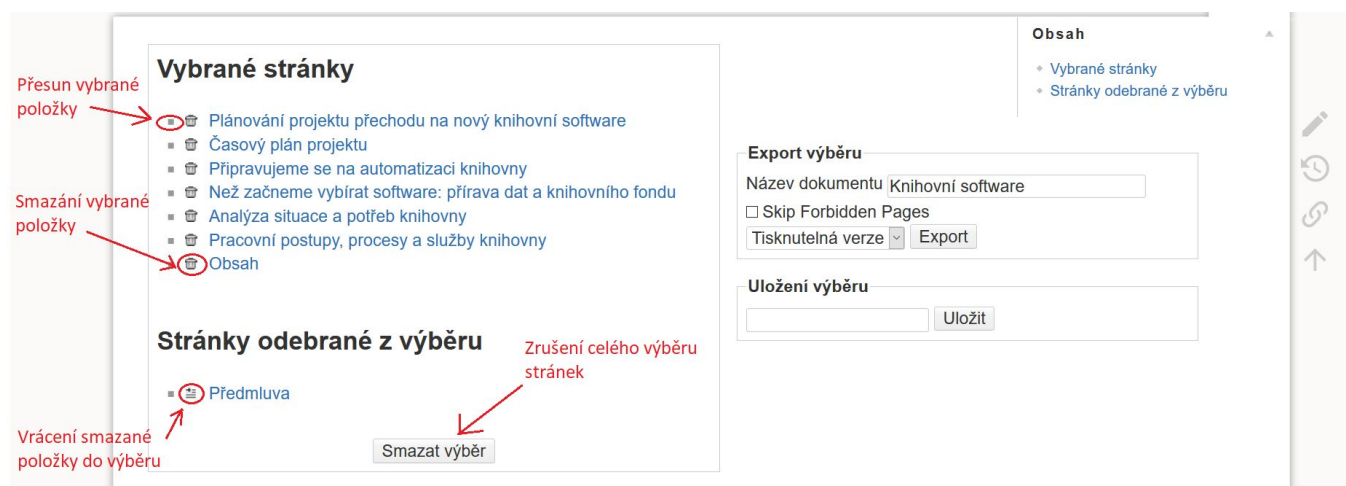 Obsah
Vybrané stránky
Stránky odebrané z výběru
Vybrané stránky
Přesun vybrané
položky
Plánování projektu přechodu na nový knihovní software
Časový plán projektu
Připravujeme se na automatizaci knihovny
Než začneme vybírat software: přírava dat a knihovního fondu
Analýza situace a potřeb knihovny
Pracovní postupy, procesy a služby knihovny
Obsah
Smazání vybrané
položky
Stránky odebrané z výběru
Zrušení celého výběru
stránek
Předmluva
Vrácení smazané
položky do výběru
Smazat výběr
Export výběru
Název dokumentu Knihovní software
Skip Forbidden Pages
Tisknutelná verze Export
Uložení výběru
Uložit